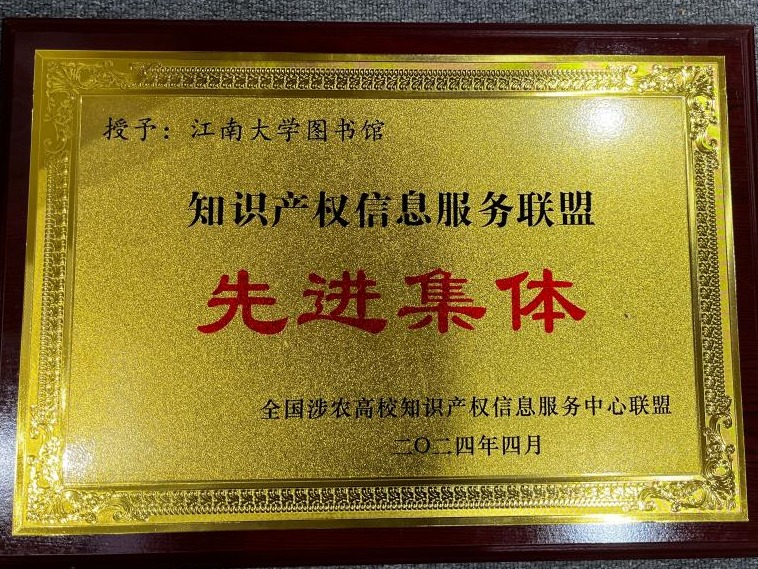 授予：江南大学图书馆
知识产权信息服务联盟
先进集体
全国涉农高校知识产权信息服务中心联盟
二〇二四年四月